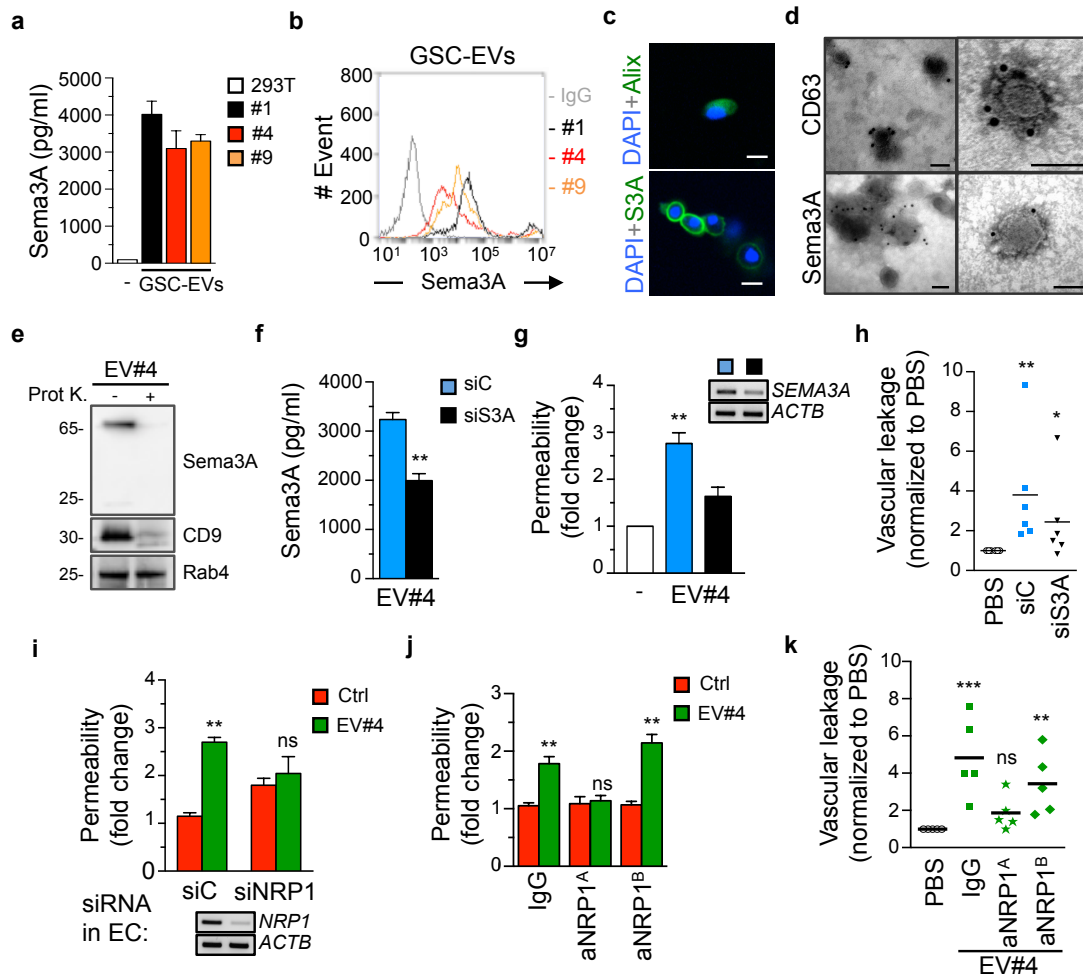 a
Sema3A (pg/ml)
5000
4000
3000
2000
1000
0
293T
#1
#4
#9
-
GSC-EVs
b
GSC-EVs
# Event
800
600
400
200
0
- IgG
- #1
- #4
- #9
10¹ 10³ 10⁵ 10⁷
Sema3A
c
DAPI+Alix
DAPI+S3A
d
CD63
Sema3A
e
EV#4
Prot K. - +
65-
25-
Sema3A
30-
CD9
25-
Rab4
f
Sema3A (pg/ml)
4000
3000
2000
1000
0
siC
siS3A
**
EV#4
g
Permeability
(fold change)
4
3
2
1
0
**
SEMA3A
ACTB
-
EV#4
h
Vascular leakage
(normalized to PBS)
10
8
6
4
2
0
**
*
PBS
siC
siS3A
i
Permeability
(fold change)
3
2
1
0
Ctrl
EV#4
**
ns
siC siNRP1
siRNA
in EC:
NRP1
ACTB
j
Permeability
(fold change)
3
2
1
0
Ctrl
EV#4
**
ns
**
IgG
aNRP1ᴬ
aNRP1ᴮ
k
Vascular leakage
(normalized to PBS)
10
8
6
4
2
0
***
ns
**
PBS
IgG
aNRP1ᴬ
aNRP1ᴮ
EV#4